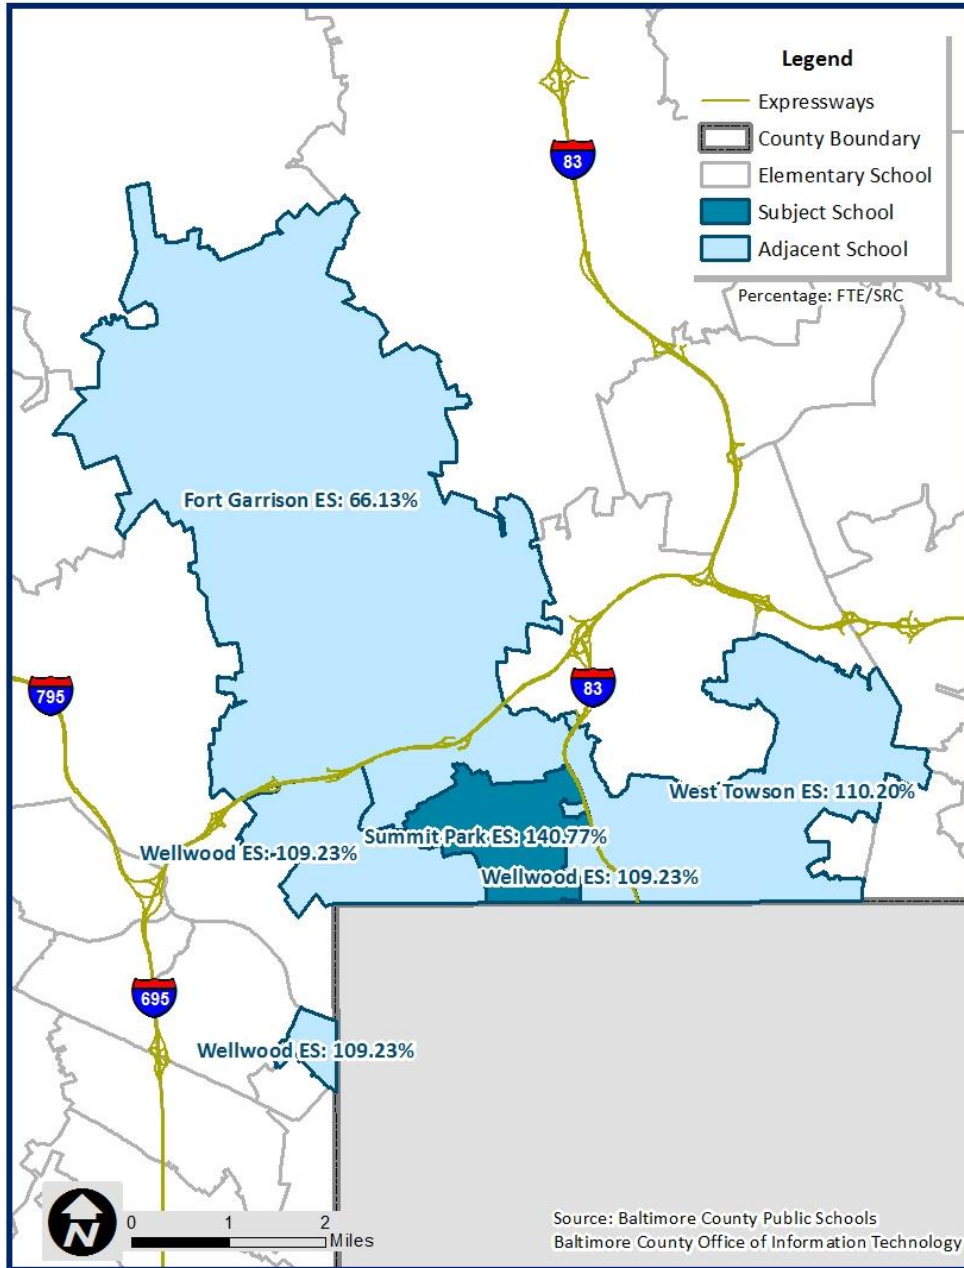 Legend
Expressways
County Boundary
Elementary School
Subject School
Adjacent School
Percentage: FTE/SRC
83
Fort Garrison ES: 66.13%
795
83
West Towson ES: 110.20%
Summit Park ES: 140.77%
Wellwood ES: 109.23%
Wellwood ES: 109.23%
695
Wellwood ES: 109.23%
N
0 1 2
Miles
Source: Baltimore County Public Schools
Baltimore County Office of Information Technology